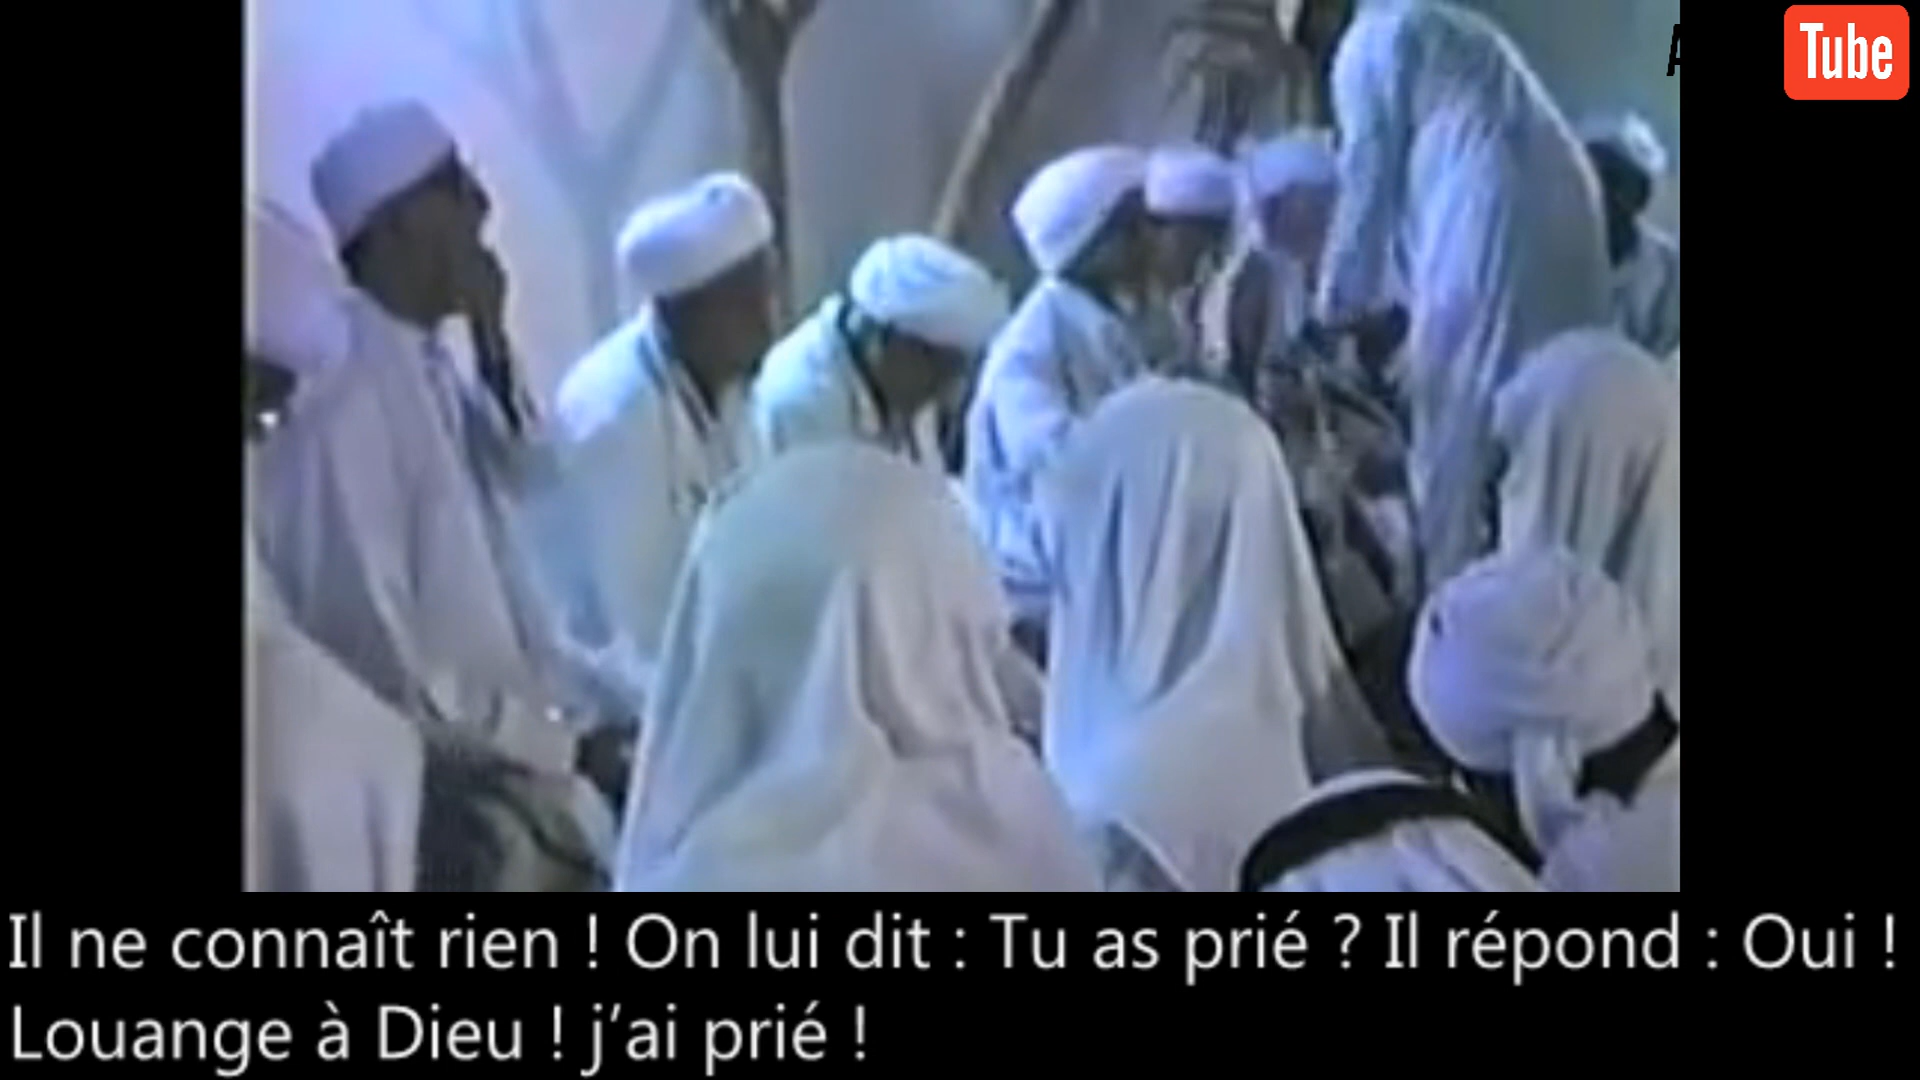 Tube
Il ne connaît rien ! On lui dit : Tu as prié ? Il répond : Oui !
Louange à Dieu ! j’ai prié !